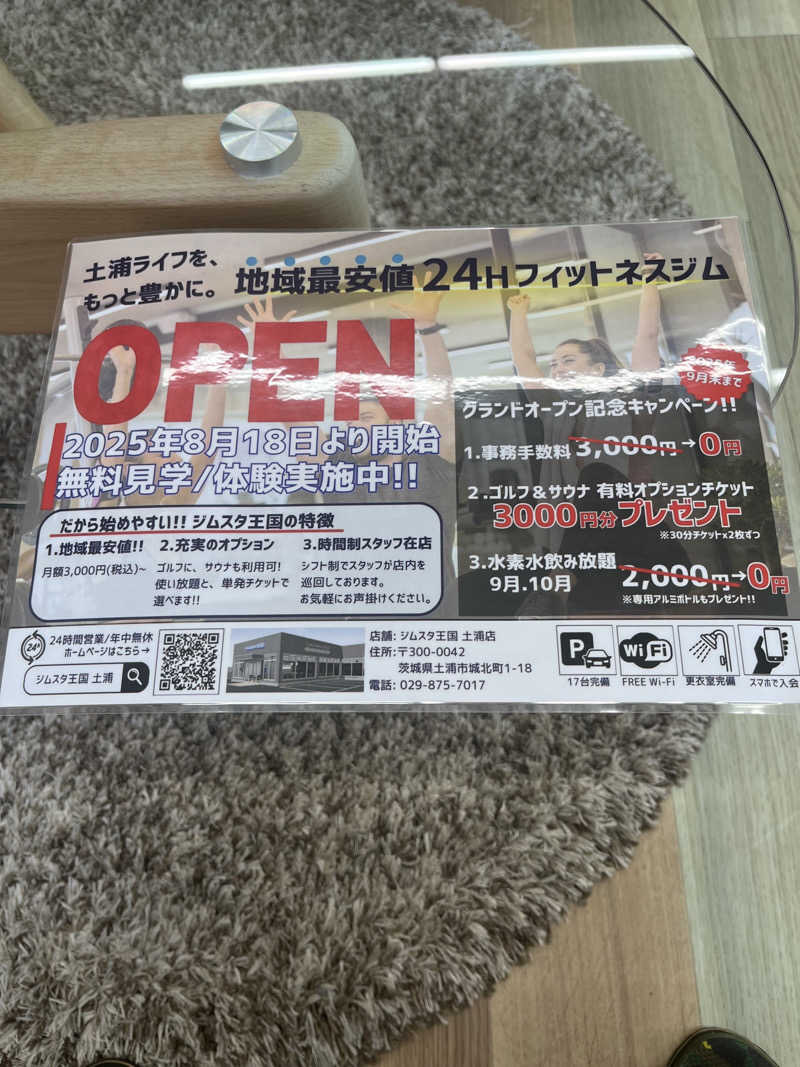 土浦ライフを、
もっと豊かに。
地域最安値24Hフィットネスジム
OPEN
2025年8月18日より開始
無料見学/体験実施中!!
だから始めやすい!! ジムスタ王国の特徴
1.地域最安値!!
月額3,000円(税込)~
2.充実のオプション
ゴルフに、サウナも利用可!
使い放題と、単発チケットで
選べます!!
3.時間制スタッフ在店
シフト制でスタッフが店内を
巡回しております。
お気軽にお声掛けください。
2025年
9月末まで
グランドオープン記念キャンペーン!!
1.事務手数料 3,000円→0円
2.ゴルフ&サウナ 有料オプションチケット
3000円分プレゼント
※30分チケットx2枚ずつ
3.水素水飲み放題
9月.10月
2,000円→0円
※専用アルミボトルもプレゼント!!
24H
24時間営業/年中無休
ホームページはこちら→
ジムスタ王国 土浦
店舗: ジムスタ王国 土浦店
住所:〒300-0042
茨城県土浦市城北町1-18
電話: 029-875-7017
P
17台完備
Wi Fi
FREE Wi-Fi
更衣室完備
スマホで入会